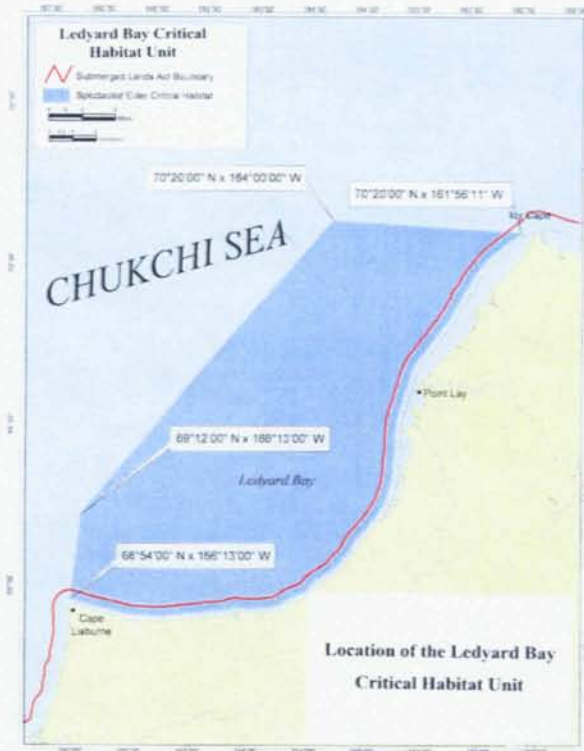 Ledyard Bay Critical
Habitat Unit
Submerged Lands Act Boundary
Spectacled Eider Critical Habitat
70°20'00" N x 164°00'00" W
70°20'00" N x 161°56'11" W
Icy Cape
CHUKCHI SEA
Point Lay
69°12'00" N x 166°13'00" W
Ledyard Bay
68°54'00" N x 166°13'00" W
Cape
Lisburne
Location of the Ledyard Bay
Critical Habitat Unit